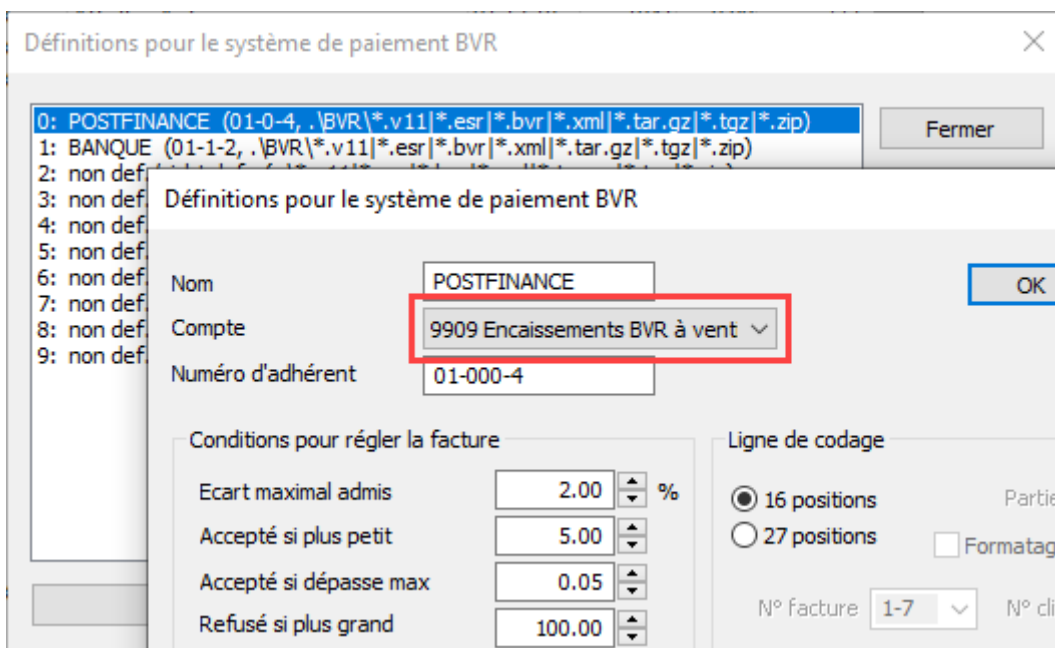 Définitions pour le système de paiement BVR
0: POSTFINANCE (01-0-4, .\BVR\*.v11|*.esr|*.bvr|*.xml|*.tar.gz|*.tgz|*.zip)
Fermer
1: BANQUE (01-1-2, .\BVR\*.v11|*.esr|*.bvr|*.xml|*.tar.gz|*.tgz|*.zip)
2: non def.
3: non def.
4: non def.
5: non def.
6: non def.
7: non def.
8: non def.
9: non def.
Définitions pour le système de paiement BVR
Nom
POSTFINANCE
OK
Compte
9909 Encaissements BVR à vent
Numéro d'adhérent
01-000-4
Conditions pour régler la facture
Ecart maximal admis
2.00 %
Accepté si plus petit
5.00
Accepté si dépasse max
0.05
Refusé si plus grand
100.00
Ligne de codage
16 positions
Partie
27 positions
Formatag
N° facture
1-7
N° cli